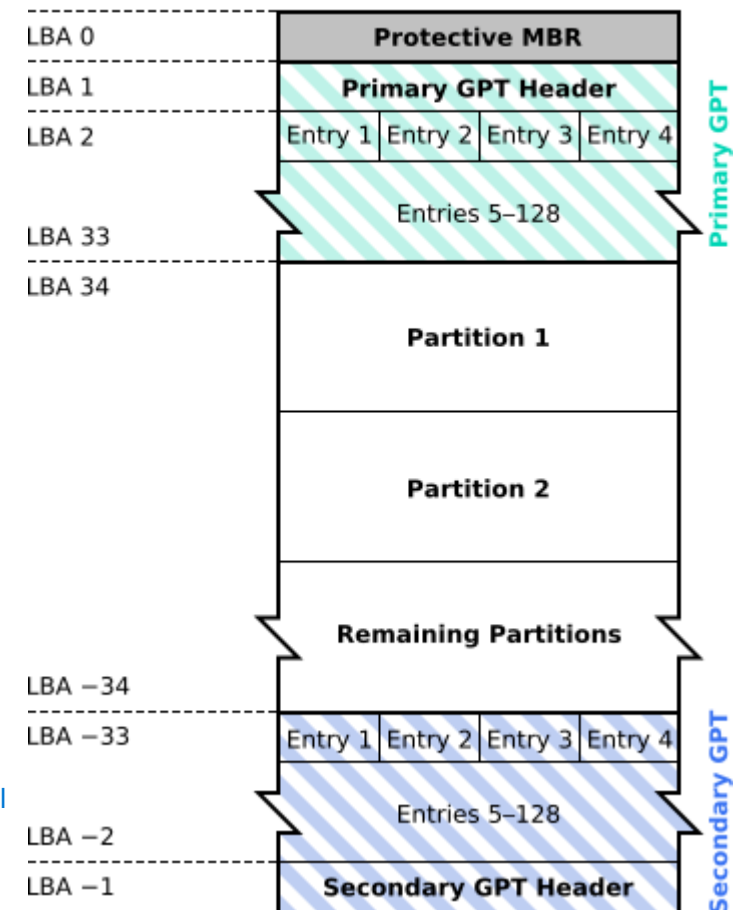 LBA 0
Protective MBR
LBA 1
Primary GPT Header
LBA 2
Entry 1 Entry 2 Entry 3 Entry 4
Entries 5–128
LBA 33
Primary GPT
LBA 34
Partition 1
Partition 2
Remaining Partitions
LBA −34
LBA −33
Entry 1 Entry 2 Entry 3 Entry 4
Entries 5–128
LBA −2
LBA −1
Secondary GPT Header
Secondary GPT